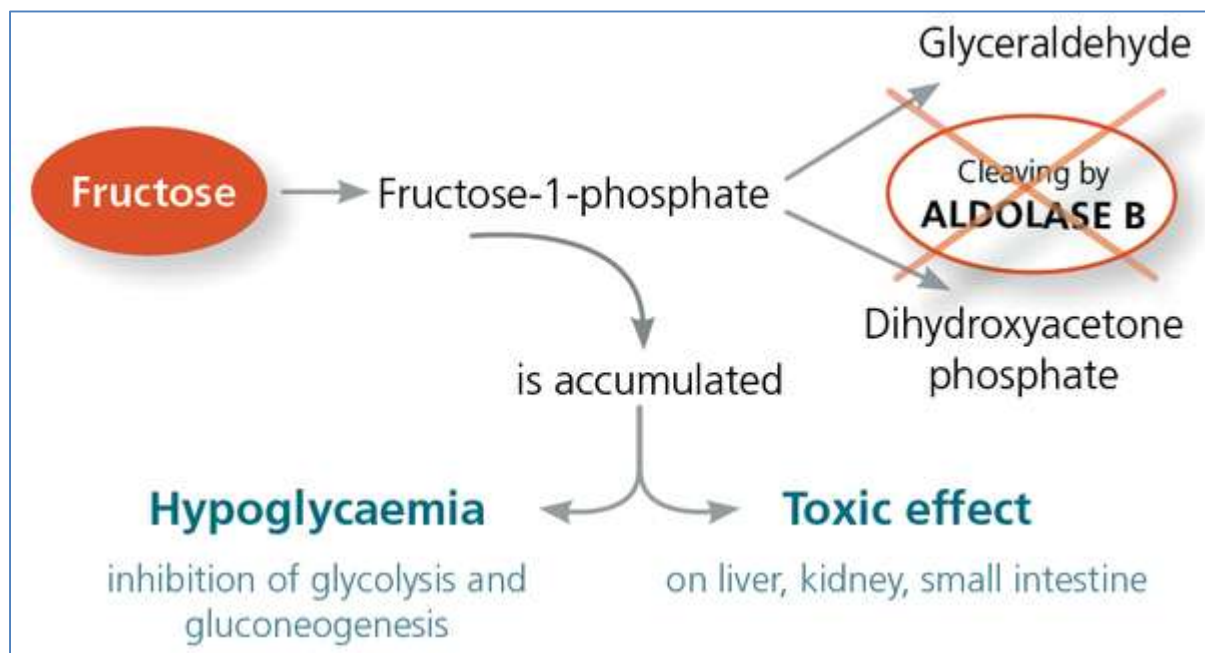 Glyceraldehyde
Fructose
Fructose-1-phosphate
Cleaving by
ALDOLASE B
Dihydroxyacetone
phosphate
is accumulated
Hypoglycaemia
inhibition of glycolysis and
gluconeogenesis
Toxic effect
on liver, kidney, small intestine